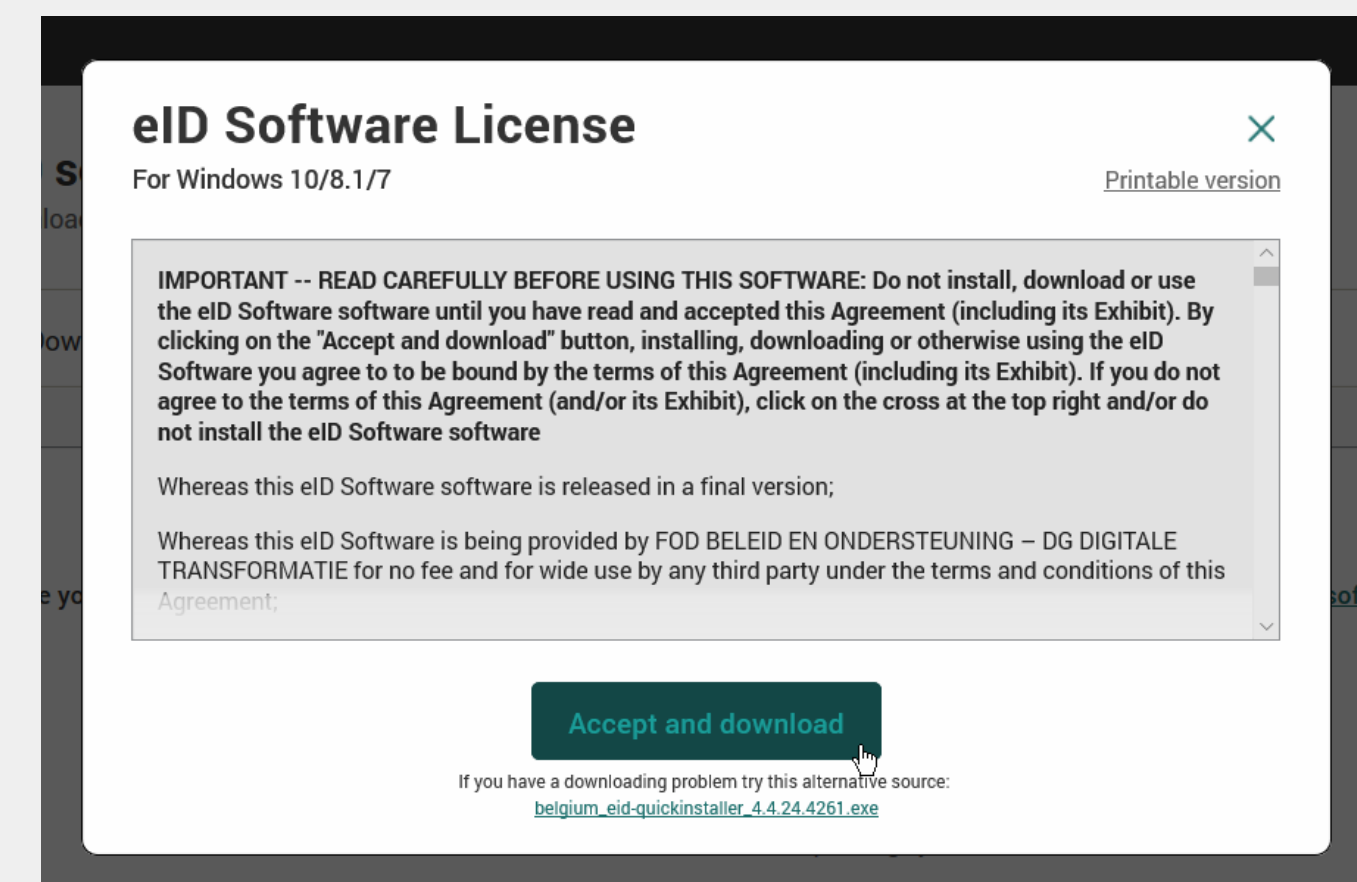 eID Software License
For Windows 10/8.1/7
Printable version
IMPORTANT -- READ CAREFULLY BEFORE USING THIS SOFTWARE: Do not install, download or use
the eID Software software until you have read and accepted this Agreement (including its Exhibit). By
clicking on the "Accept and download" button, installing, downloading or otherwise using the eID
Software you agree to to be bound by the terms of this Agreement (including its Exhibit). If you do not
agree to the terms of this Agreement (and/or its Exhibit), click on the cross at the top right and/or do
not install the eID Software software
Whereas this eID Software software is released in a final version;
Whereas this eID Software is being provided by FOD BELEID EN ONDERSTEUNING – DG DIGITALE
TRANSFORMATIE for no fee and for wide use by any third party under the terms and conditions of this
Agreement;
Accept and download
If you have a downloading problem try this alternative source:
belgium_eid-quickinstaller_4.4.24.4261.exe